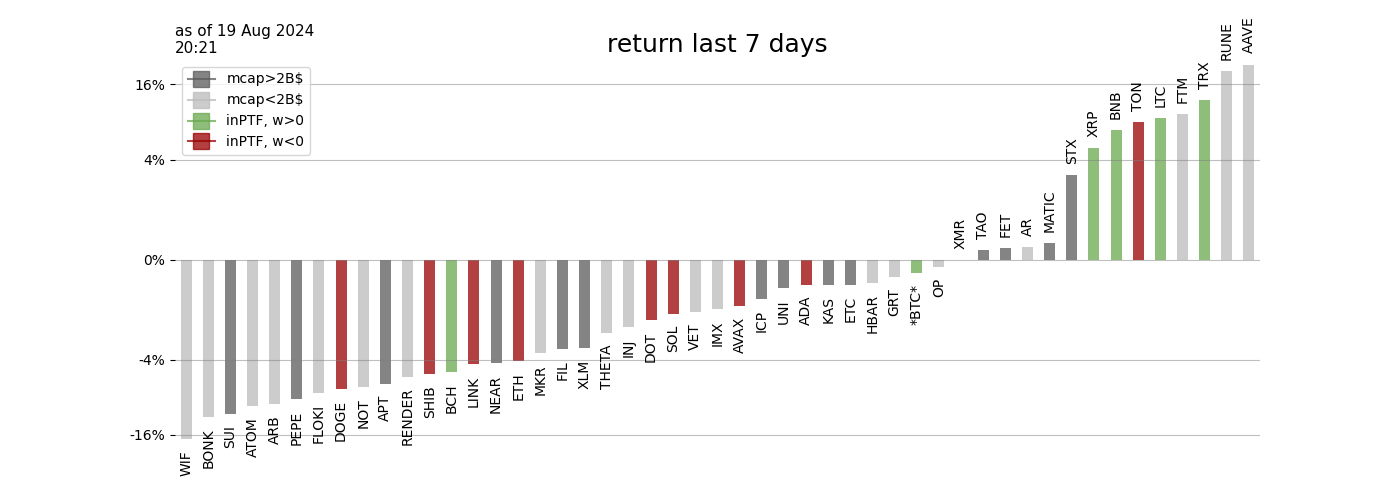 as of 19 Aug 2024
20:21
return last 7 days
mcap>2B$
mcap<2B$
inPTF, w>0
inPTF, w<0
16%
4%
0%
-4%
-16%
WIF
BONK
SUI
ATOM
ARB
PEPE
FLOKI
DOGE
NOT
APT
RENDER
SHIB
BCH
LINK
NEAR
ETH
MKR
FIL
XLM
THETA
INJ
DOT
SOL
VET
IMX
AVAX
ICP
UNI
ADA
KAS
ETC
HBAR
GRT
*BTC*
OP
XMR
TAO
FET
AR
MATIC
STX
XRP
BNB
TON
LTC
FTM
TRX
RUNE
AAVE